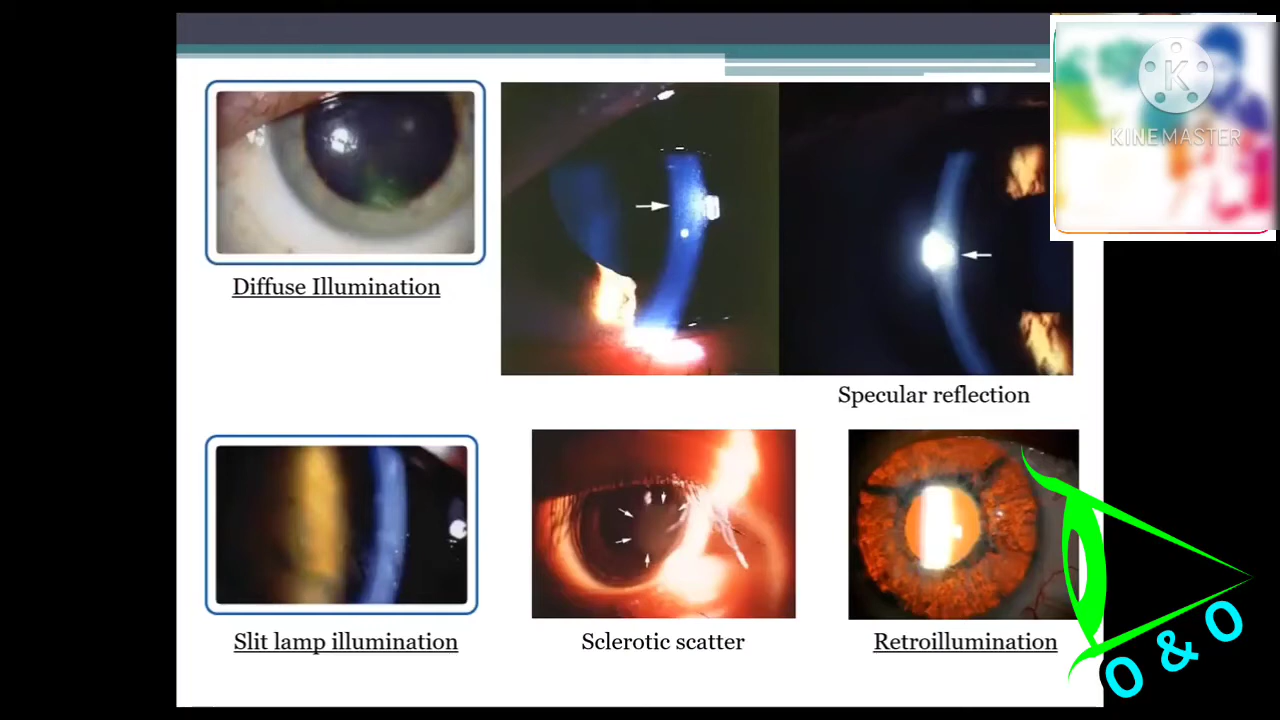 K
KINEMASTER
Diffuse Illumination
Specular reflection
Slit lamp illumination
Sclerotic scatter
Retroillumination
O & O